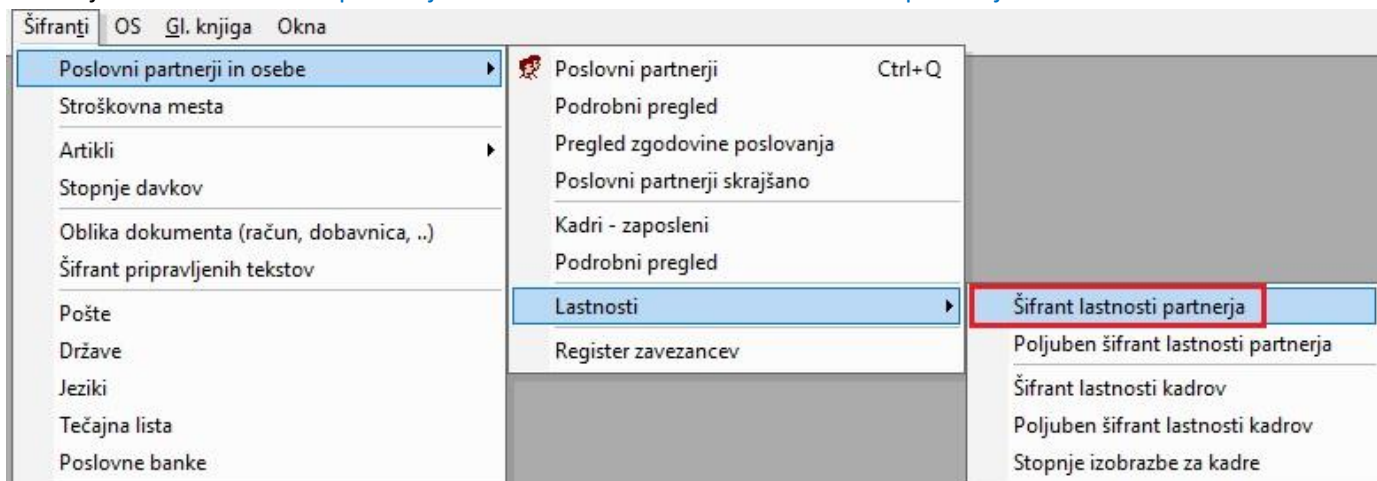 Šifranti OS Gl. knjiga Okna
Poslovni partnerji in osebe
Stroškovna mesta
Artikli
Stopnje davkov
Oblika dokumenta (račun, dobavnica, ..)
Šifrant pripravljenih tekstov
Pošte
Države
Jeziki
Tečajna lista
Poslovne banke
Poslovni partnerji Ctrl+Q
Podrobni pregled
Pregled zgodovine poslovanja
Poslovni partnerji skrajšano
Kadri - zaposleni
Podrobni pregled
Lastnosti
Register zavezancev
Šifrant lastnosti partnerja
Poljuben šifrant lastnosti partnerja
Šifrant lastnosti kadrov
Poljuben šifrant lastnosti kadrov
Stopnje izobrazbe za kadre